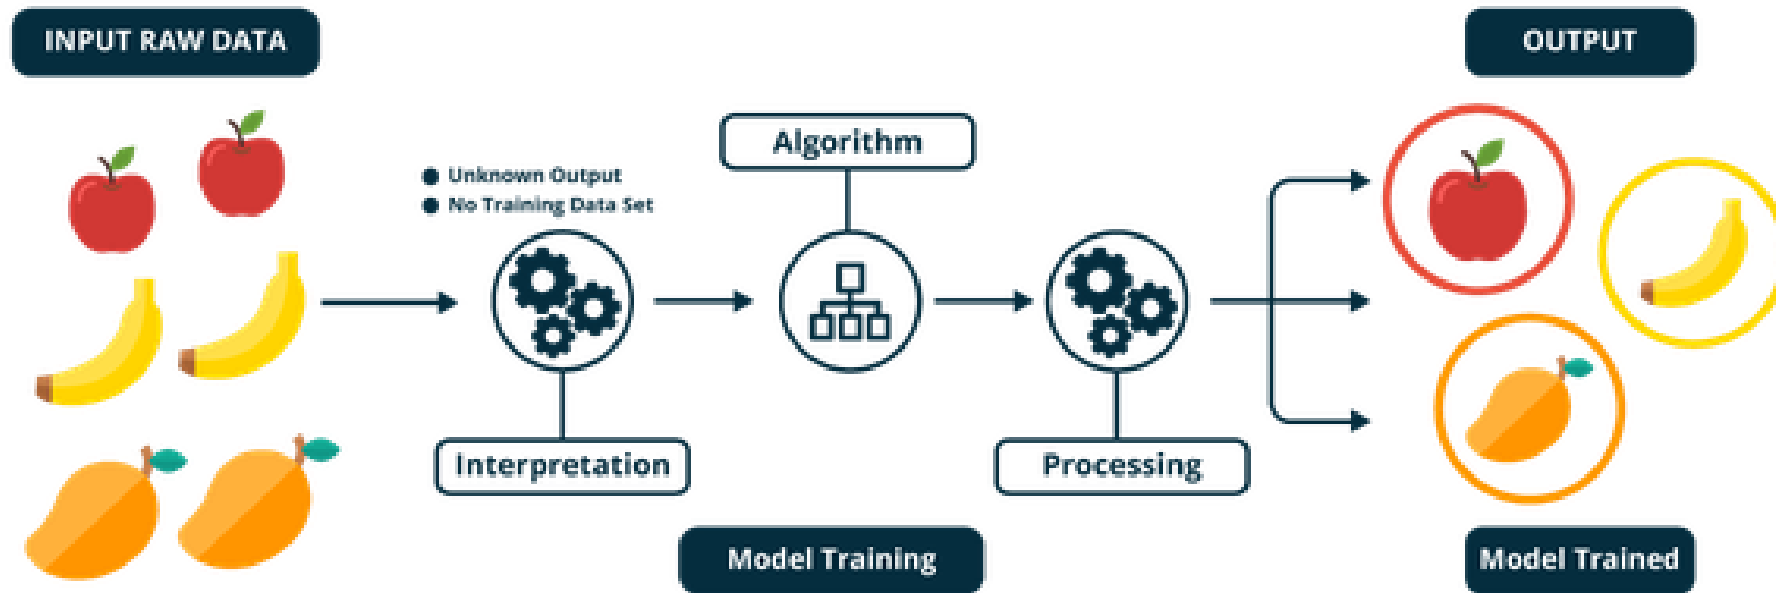 INPUT RAW DATA
OUTPUT
Algorithm
● Unknown Output
● No Training Data Set
Interpretation
Processing
Model Training
Model Trained